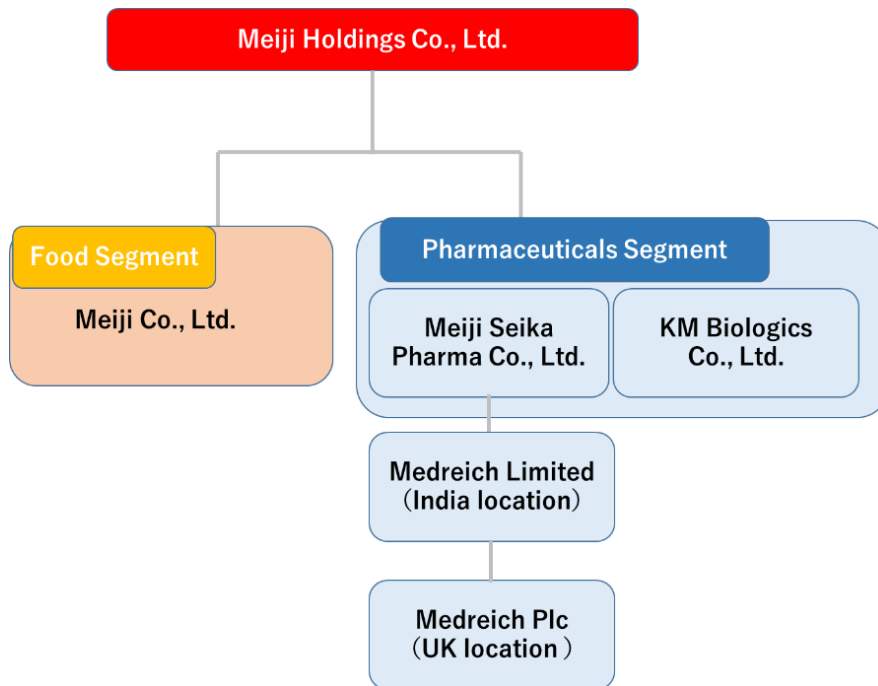 Meiji Holdings Co., Ltd.
Food Segment
Meiji Co., Ltd.
Pharmaceuticals Segment
Meiji Seika
Pharma Co., Ltd.
KM Biologics
Co., Ltd.
Medreich Limited
（India location）
Medreich Plc
（UK location ）